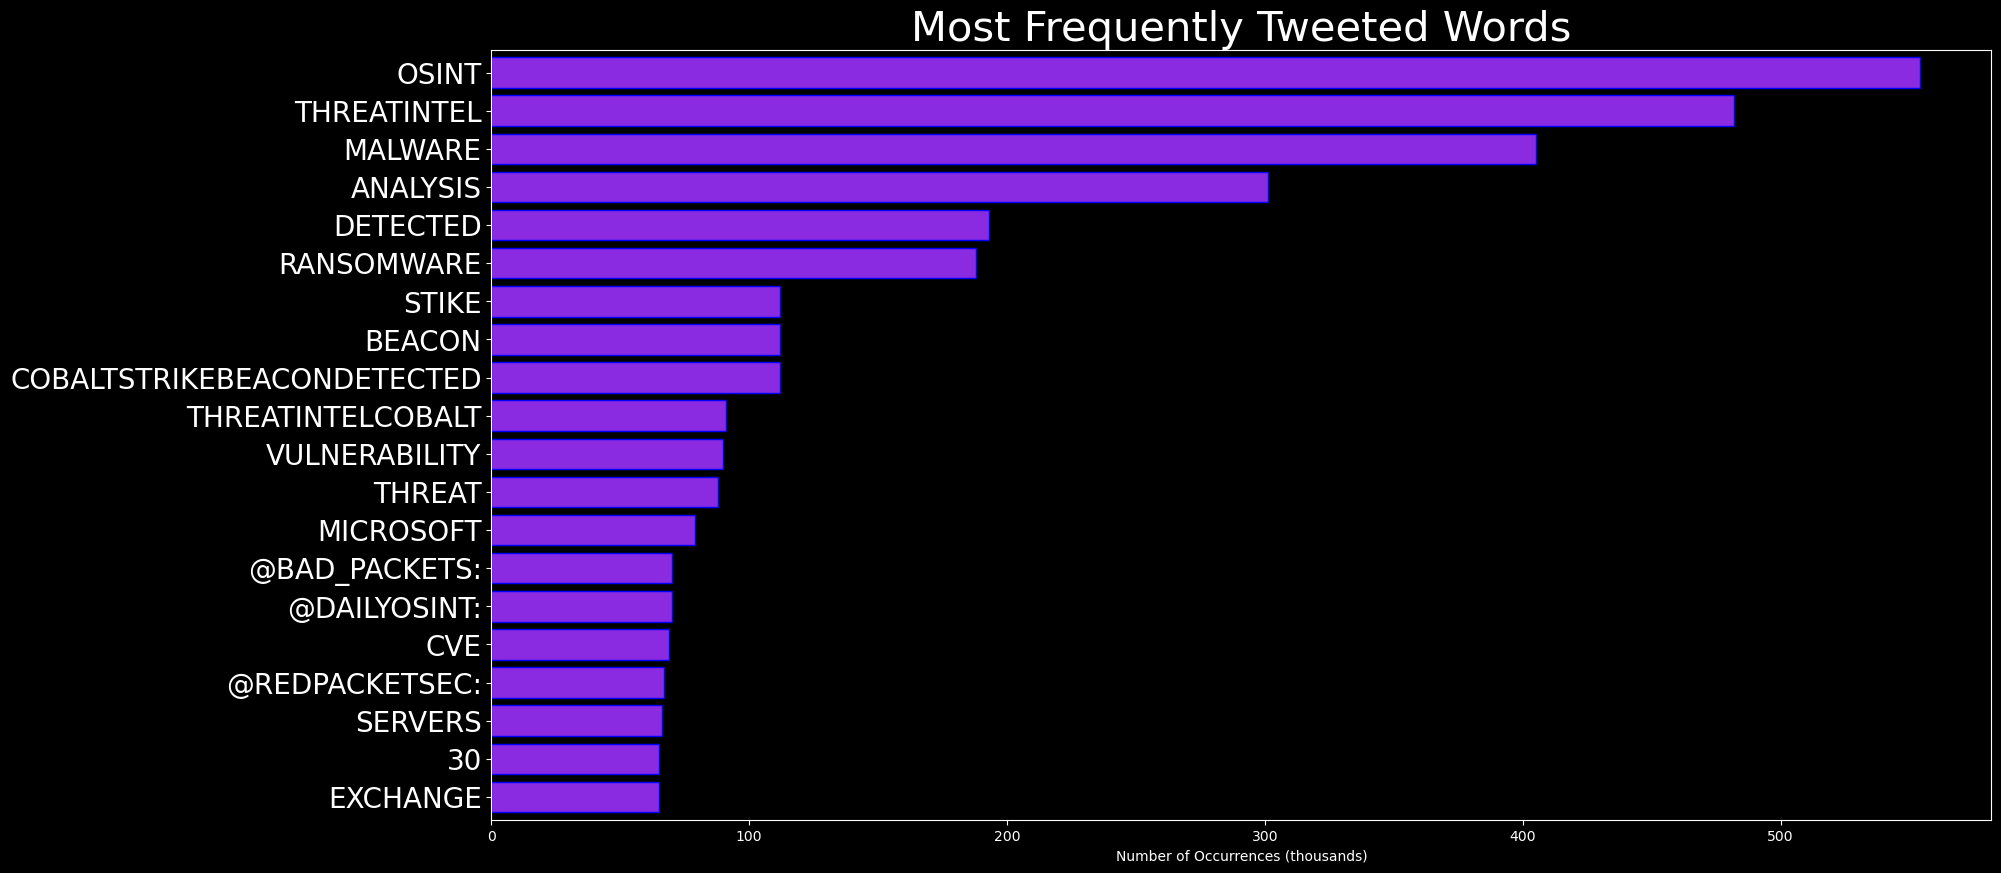 Most Frequently Tweeted Words
OSINT
THREATINTEL
MALWARE
ANALYSIS
DETECTED
RANSOMWARE
STIKE
BEACON
COBALTSTRIKEBEACONDETECTED
THREATINTELCOBALT
VULNERABILITY
THREAT
MICROSOFT
@BAD_PACKETS:
@DAILYOSINT:
CVE
@REDPACKETSEC:
SERVERS
30
EXCHANGE
0 100 200 300 400 500
Number of Occurrences (thousands)